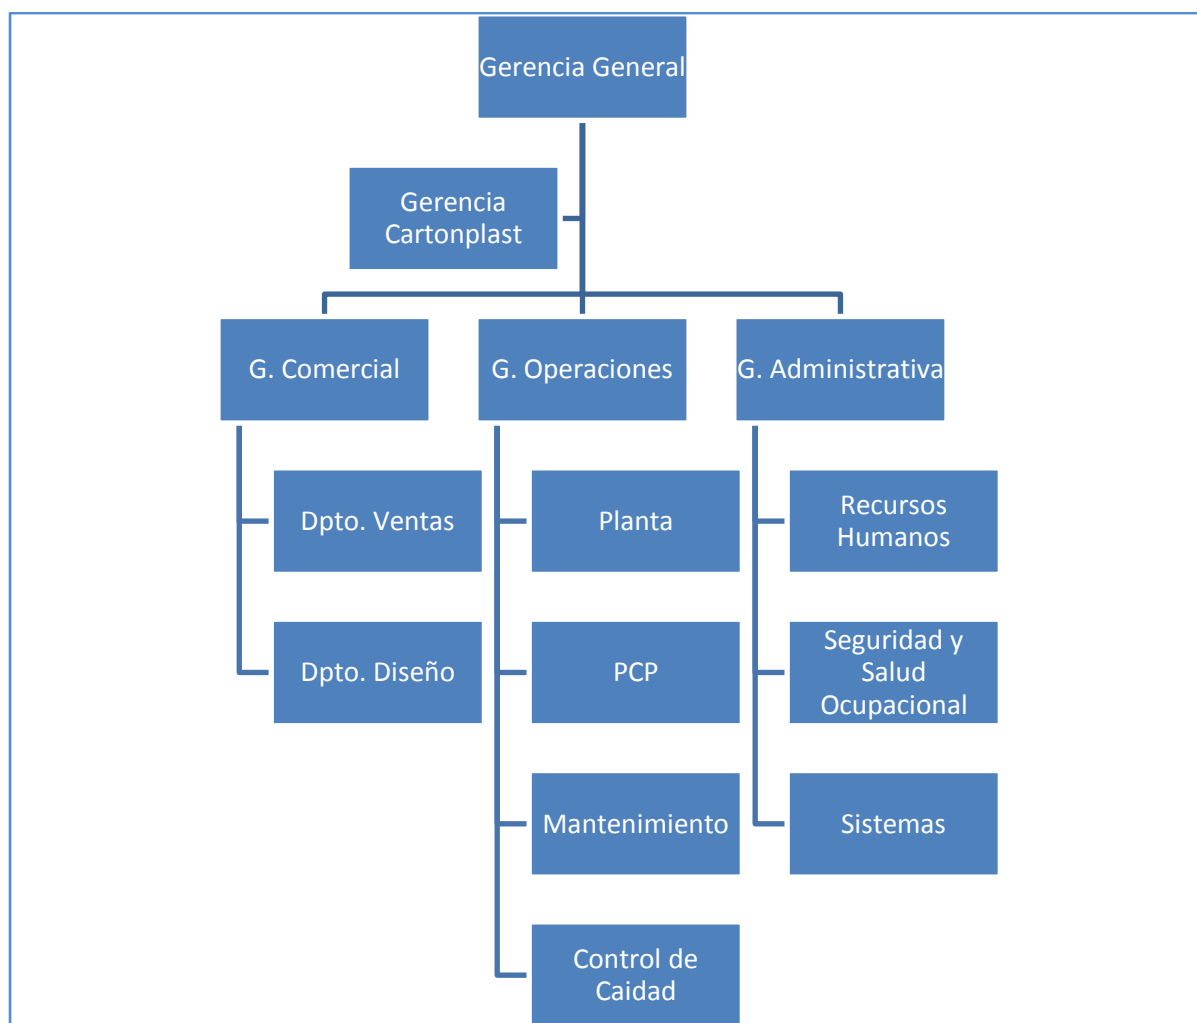 Gerencia General
Gerencia
Cartonplast
G. Comercial
G. Operaciones
G. Administrativa
Dpto. Ventas
Planta
Recursos
Humanos
Dpto. Diseño
PCP
Seguridad y
Salud
Ocupacional
Mantenimiento
Sistemas
Control de
Caidad